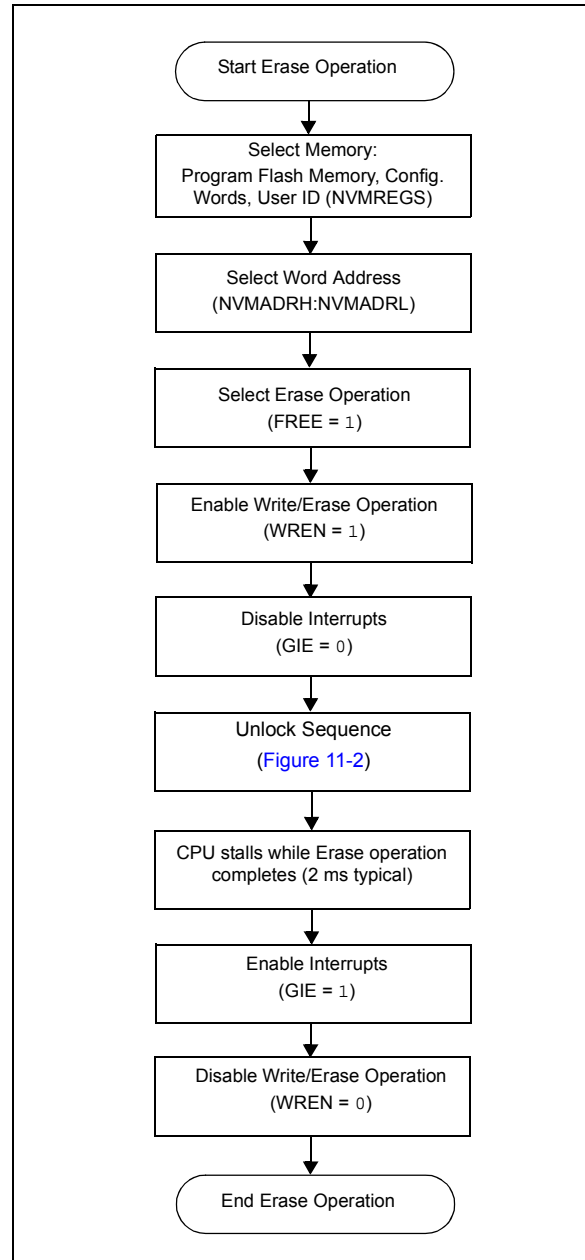 Start Erase Operation
Select Memory:
Program Flash Memory, Config.
Words, User ID (NVMREGS)
Select Word Address
(NVMADRH:NVMADRL)
Select Erase Operation
(FREE = 1)
Enable Write/Erase Operation
(WREN = 1)
Disable Interrupts
(GIE = 0)
Unlock Sequence
(Figure 11-2)
CPU stalls while Erase operation
completes (2 ms typical)
Enable Interrupts
(GIE = 1)
Disable Write/Erase Operation
(WREN = 0)
End Erase Operation